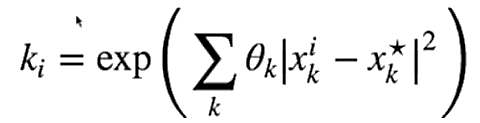 k_i = exp( ∑_k θ_k |x_k^i − x_k^⋆|^2 )